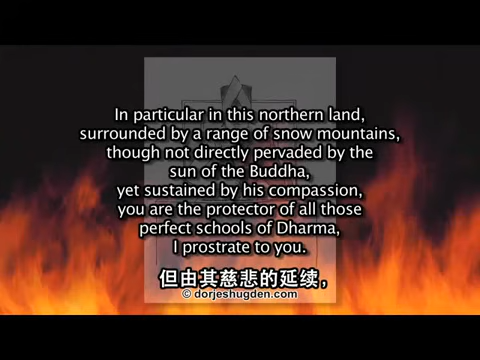 In particular in this northern land,
surrounded by a range of snow mountains,
though not directly pervaded by the
sun of the Buddha,
yet sustained by his compassion,
you are the protector of all those
perfect schools of Dharma,
I prostrate to you.
但由其慈悲的延续，
© dorjeshugden.com